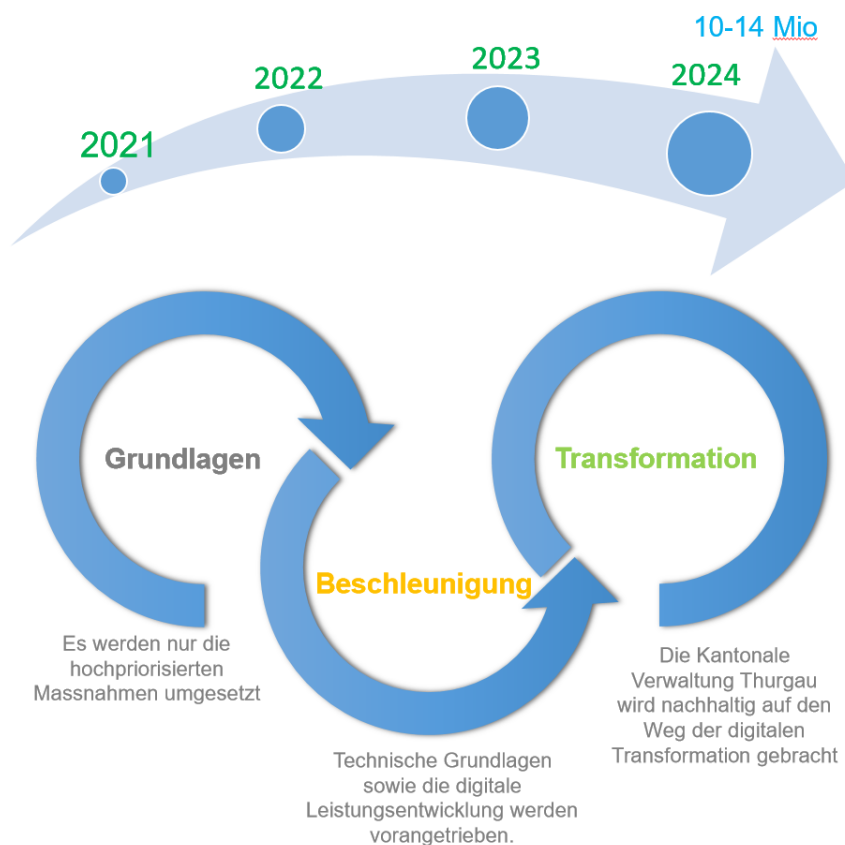 10-14 Mio
2021
2022
2023
2024
Grundlagen
Es werden nur die
hochpriorisierten
Massnahmen umgesetzt
Beschleunigung
Technische Grundlagen
sowie die digitale
Leistungsentwicklung werden
vorangetrieben.
Transformation
Die Kantonale
Verwaltung Thurgau
wird nachhaltig auf den
Weg der digitalen
Transformation gebracht